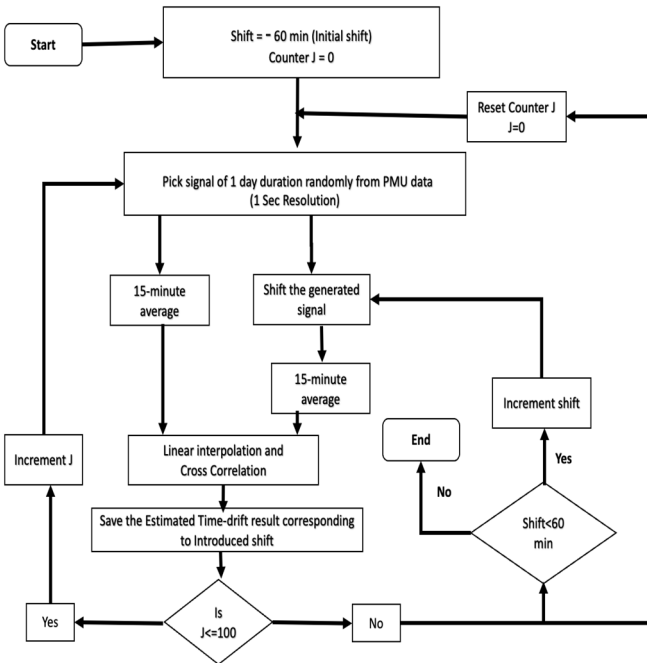 Start
Shift = - 60 min (Initial shift)
Counter J = 0
Reset Counter J
J=0
Pick signal of 1 day duration randomly from PMU data
(1 Sec Resolution)
15-minute
average
Shift the generated
signal
15-minute
average
Increment shift
End
Increment J
Linear interpolation and
Cross Correlation
Yes
No
Save the Estimated Time-drift result corresponding
to Introduced shift
Shift<60
min
Is
J<=100
Yes
No